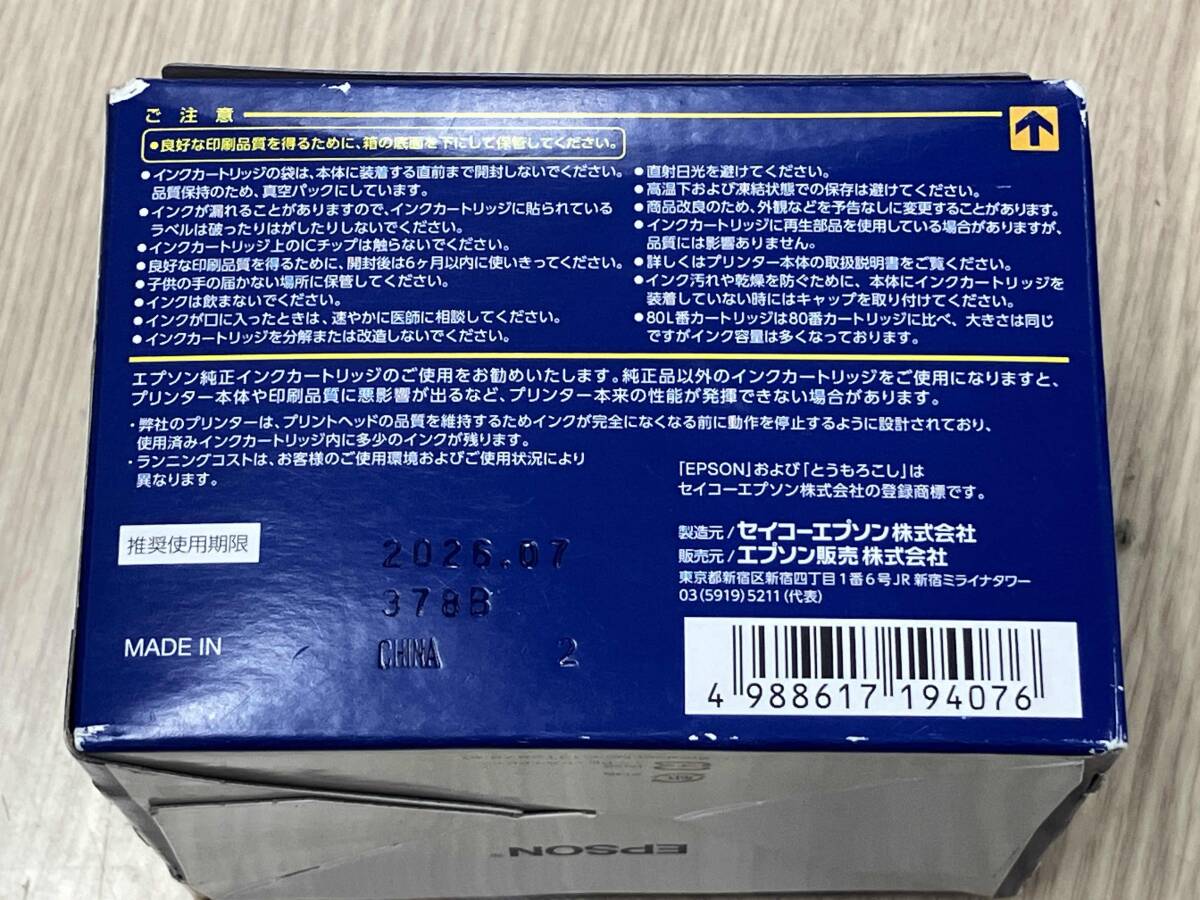 ご注意
●良好な印刷品質を得るために、箱の底面を下にして保管してください。
●インクカートリッジの袋は、本体に装着する直前まで開封しないでください。
品質保持のため、真空パックにしています。
●インクが漏れることがありますので、インクカートリッジに貼られている
ラベルは破ったりはがしたりしないでください。
●インクカートリッジ上のICチップは触らないでください。
●良好な印刷品質を得るために、開封後は6ヶ月以内に使いきってください。
●子供の手の届かない場所に保管してください。
●インクは飲まないでください。
●インクが口に入ったときは、速やかに医師に相談してください。
●インクカートリッジを分解または改造しないでください。
●直射日光を避けてください。
●高温下および凍結状態での保存は避けてください。
●商品改良のため、外観などを予告なしに変更することがあります。
●インクカートリッジに再生部品を使用している場合がありますが、
品質には影響ありません。
●詳しくはプリンター本体の取扱説明書をご覧ください。
●インク汚れや乾燥を防ぐために、本体にインクカートリッジを
装着していない時にはキャップを取り付けてください。
●80L番カートリッジは80番カートリッジに比べ、大きさは同じ
ですがインク容量は多くなっております。
エプソン純正インクカートリッジのご使用をお勧めいたします。純正品以外のインクカートリッジをご使用になりますと、
プリンター本体や印刷品質に悪影響が出るなど、プリンター本来の性能が発揮できない場合があります。
・弊社のプリンターは、プリントヘッドの品質を維持するためインクが完全になくなる前に動作を停止するように設計されており、
使用済みインクカートリッジ内に多少のインクが残ります。
・ランニングコストは、お客様のご使用環境およびご使用状況により
異なります。
「EPSON」および「とうもろこし」は
セイコーエプソン株式会社の登録商標です。
推奨使用期限
2026.07
378B
MADE IN
CHINA 2
製造元/セイコーエプソン株式会社
販売元/エプソン販売株式会社
東京都新宿区新宿四丁目1番6号JR新宿ミライナタワー
03(5919)5211(代表)
4 988617 194076
EPSON